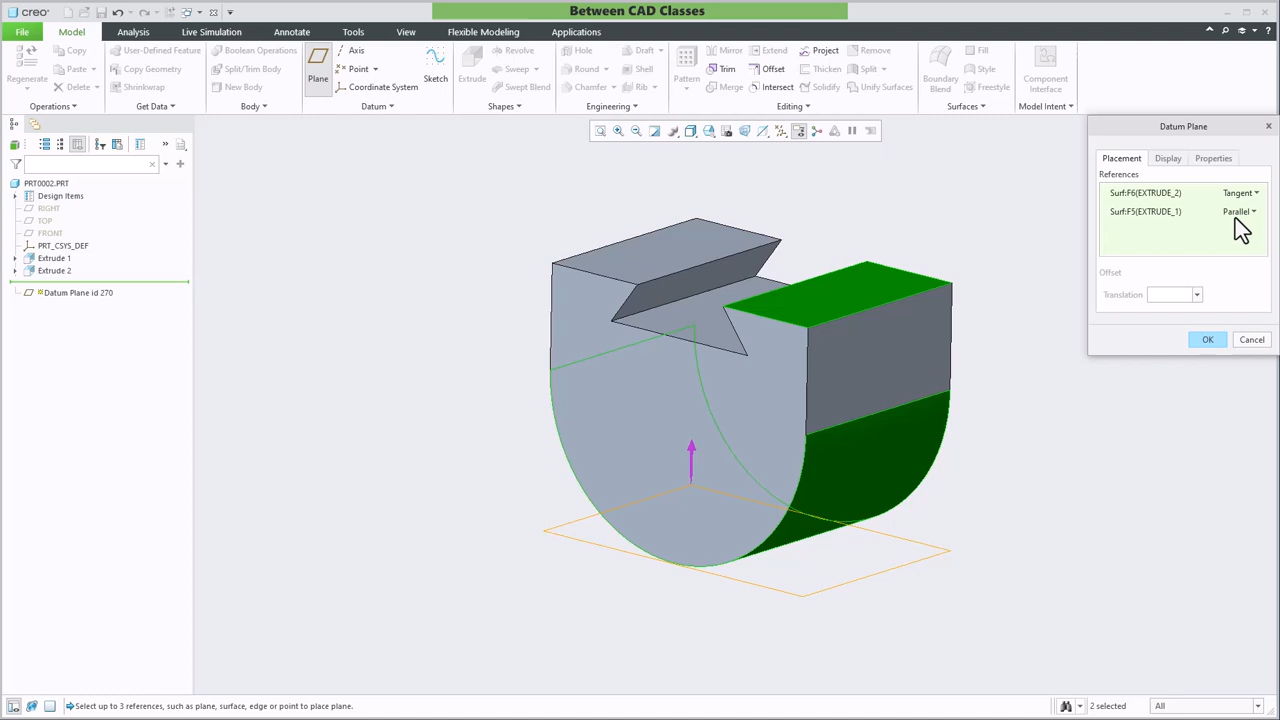 creo
Between CAD Classes
File Model Analysis Live Simulation Annotate Tools View Flexible Modeling Applications
Regenerate
Copy
Paste
Delete
Operations
User-Defined Feature
Copy Geometry
Shrinkwrap
Get Data
Boolean Operations
Split/Trim Body
New Body
Body
Plane
Axis
Point
Coordinate System
Sketch
Datum
Extrude
Revolve
Sweep
Swept Blend
Shapes
Hole
Round
Chamfer
Draft
Shell
Rib
Engineering
Pattern
Mirror
Trim
Merge
Extend
Offset
Intersect
Project
Thicken
Solidify
Remove
Split
Unify Surfaces
Editing
Boundary
Blend
Fill
Style
Freestyle
Surfaces
Component
Interface
Model Intent
PRT0002.PRT
Design Items
RIGHT
TOP
FRONT
PRT_CSYS_DEF
Extrude 1
Extrude 2
Datum Plane id 270
Datum Plane
Placement Display Properties
References
Surf:F6(EXTRUDE_2) Tangent
Surf:F5(EXTRUDE_1) Parallel
Offset
Translation
OK Cancel
Select up to 3 references, such as plane, surface, edge or point to place plane.
2 selected
All